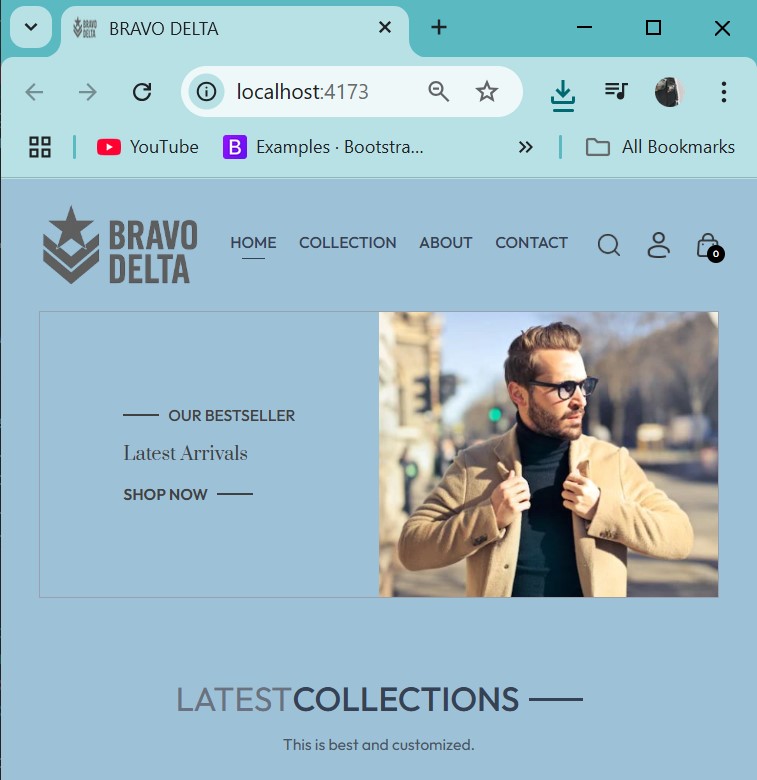 BRAVO DELTA
localhost:4173
YouTube
B Examples · Bootstra...
All Bookmarks
BRAVO
DELTA
HOME COLLECTION ABOUT CONTACT
0
OUR BESTSELLER
Latest Arrivals
SHOP NOW
LATESTCOLLECTIONS
This is best and customized.